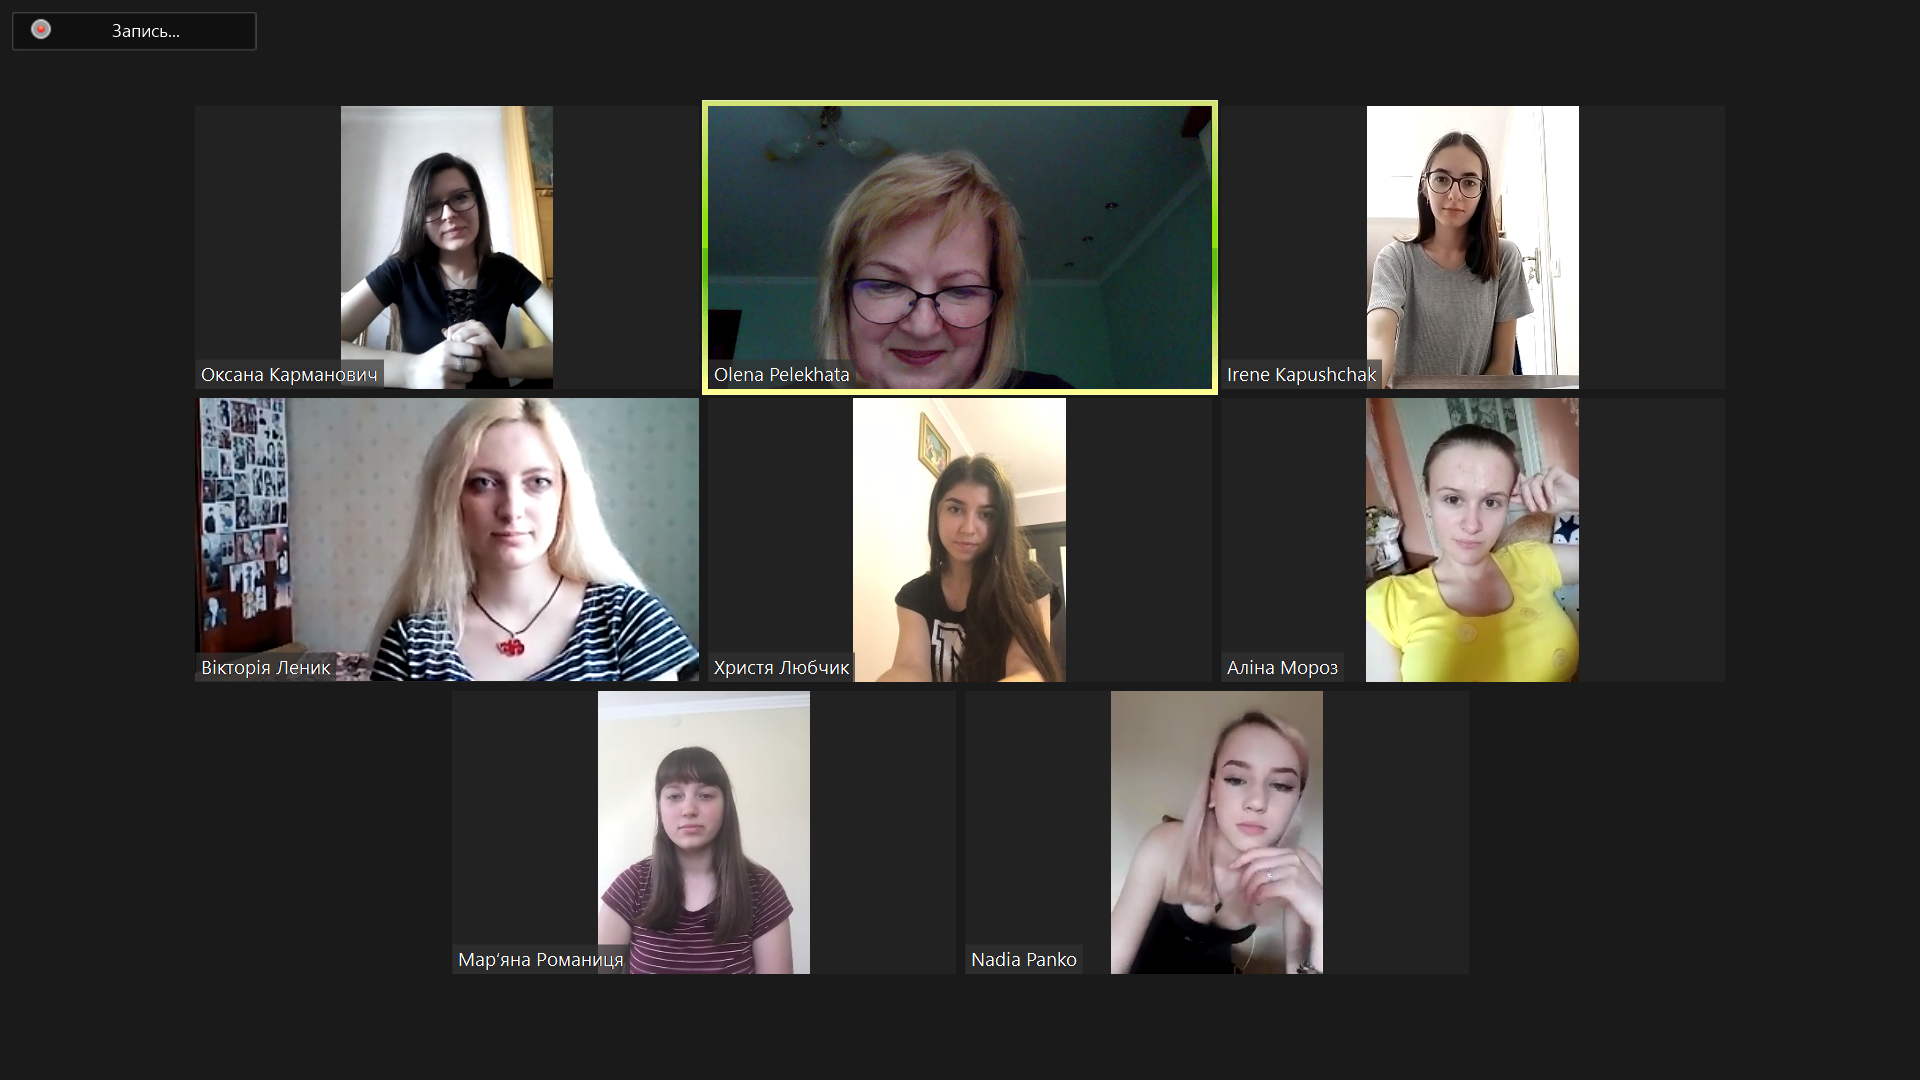 Запись...
Оксана Карманович
Olena Pelekhata
Irene Kapushchak
Вікторія Леник
Христя Любчик
Аліна Мороз
Мар‘яна Романиця
Nadia Panko